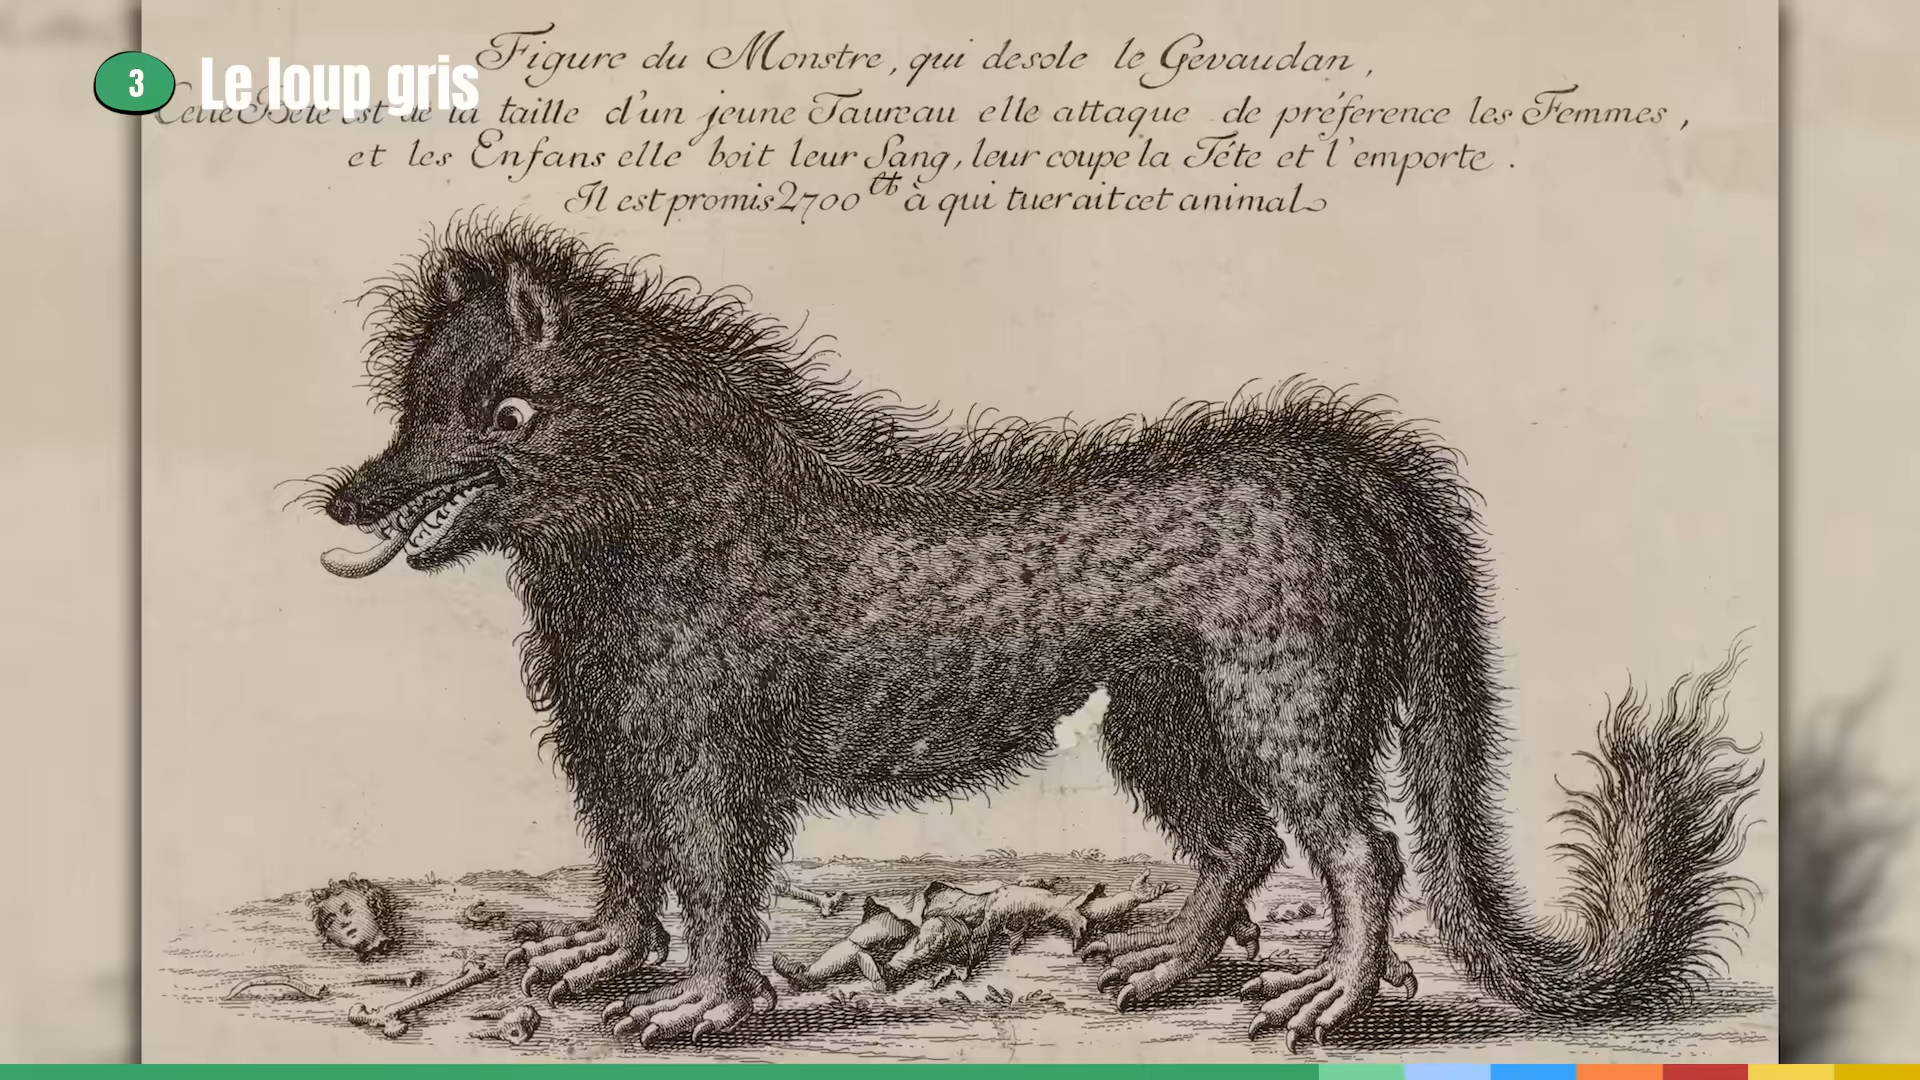 3
Le loup gris
Figure du Monstre, qui desole le Gevaudan,
Cette Bête est de la taille d'un jeune Taureau elle attaque de préference les Femmes,
et les Enfans elle boit leur Sang, leur coupe la Tête et l'emporte.
Il est promis 2700 tt à qui tuerait cet animal